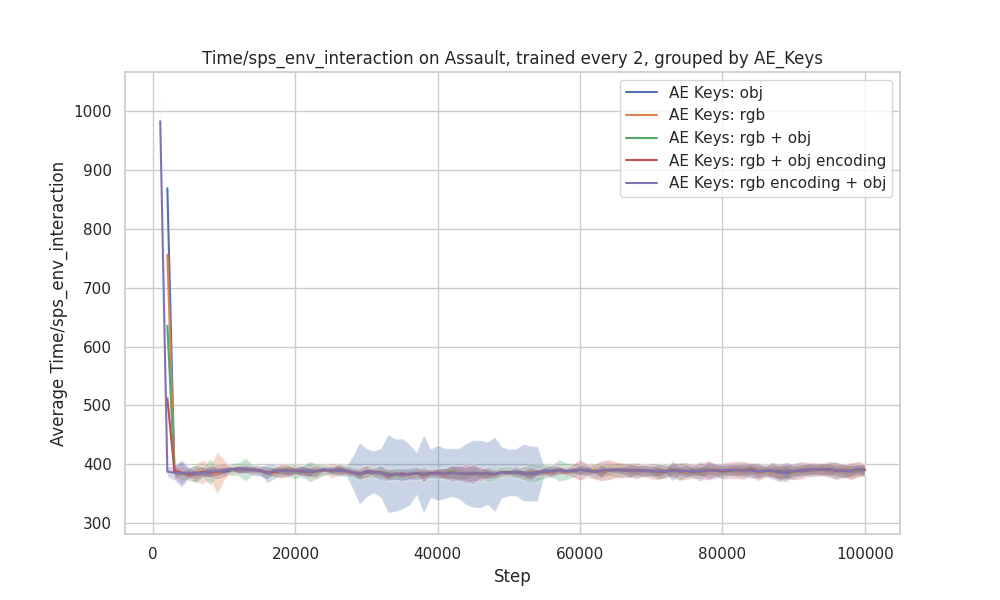 Time/sps_env_interaction on Assault, trained every 2, grouped by AE_Keys
AE Keys: obj
AE Keys: rgb
AE Keys: rgb + obj
AE Keys: rgb + obj encoding
AE Keys: rgb encoding + obj
Average Time/sps_env_interaction
1000
900
800
700
600
500
400
300
0
20000
40000
60000
80000
100000
Step